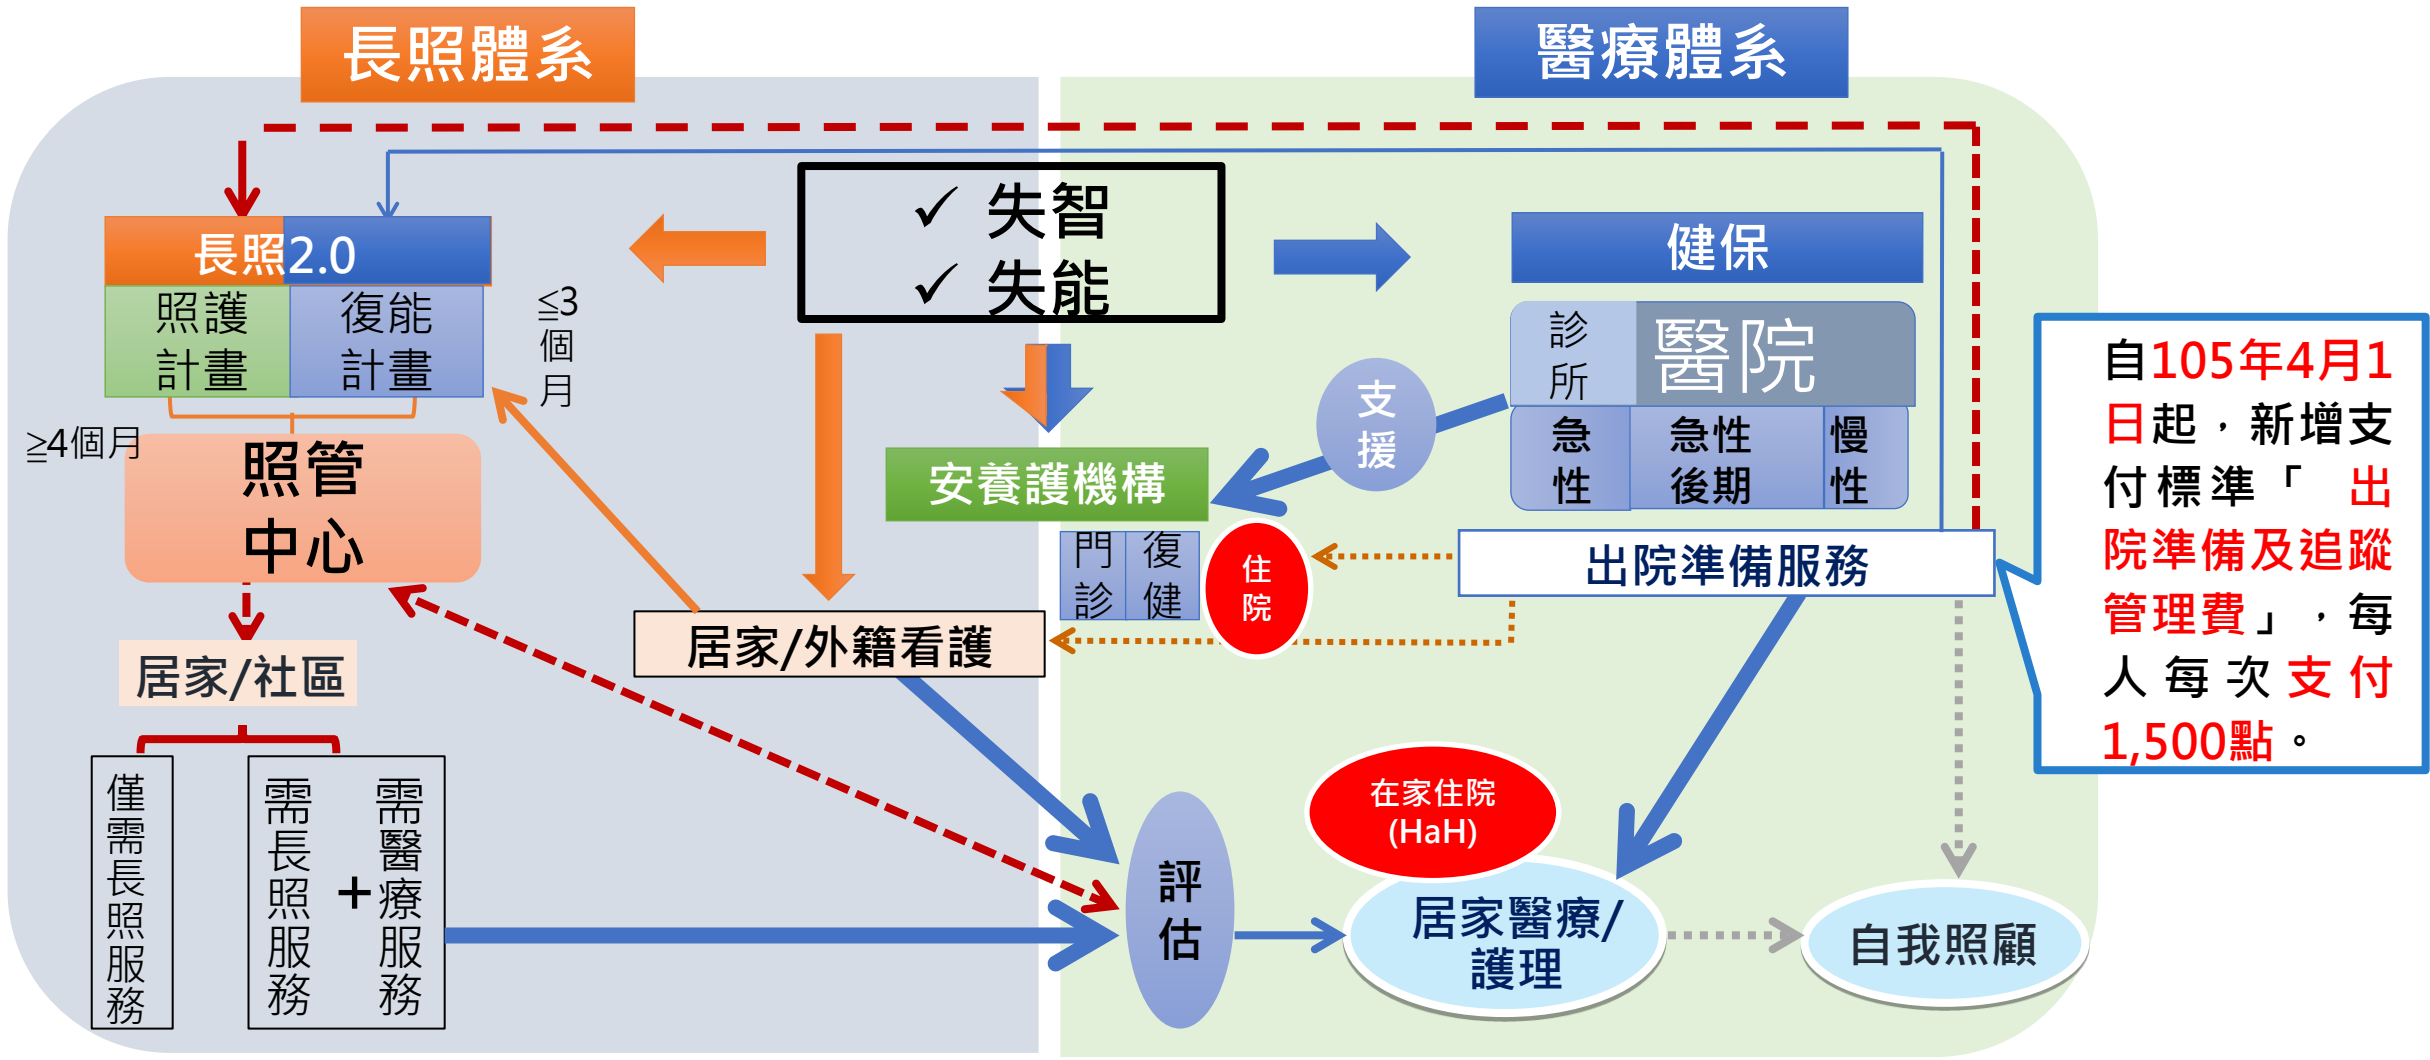 長照體系
醫療體系
✓ 失智
✓ 失能
長照2.0
照護
計畫
復能
計畫
≦3
個
月
≧4個月
照管
中心
居家/社區
僅需長照服務
需長照服務
+
需醫療服務
健保
診
所
醫院
急
性
急性
後期
慢
性
支
援
安養護機構
門
診
復
健
住
院
出院準備服務
居家/外籍看護
評
估
在家住院
(HaH)
居家醫療/
護理
自我照顧
自105年4月1
日起，新增支
付標準「 出
院準備及追蹤
管理費」，每
人每次支付
1,500點。